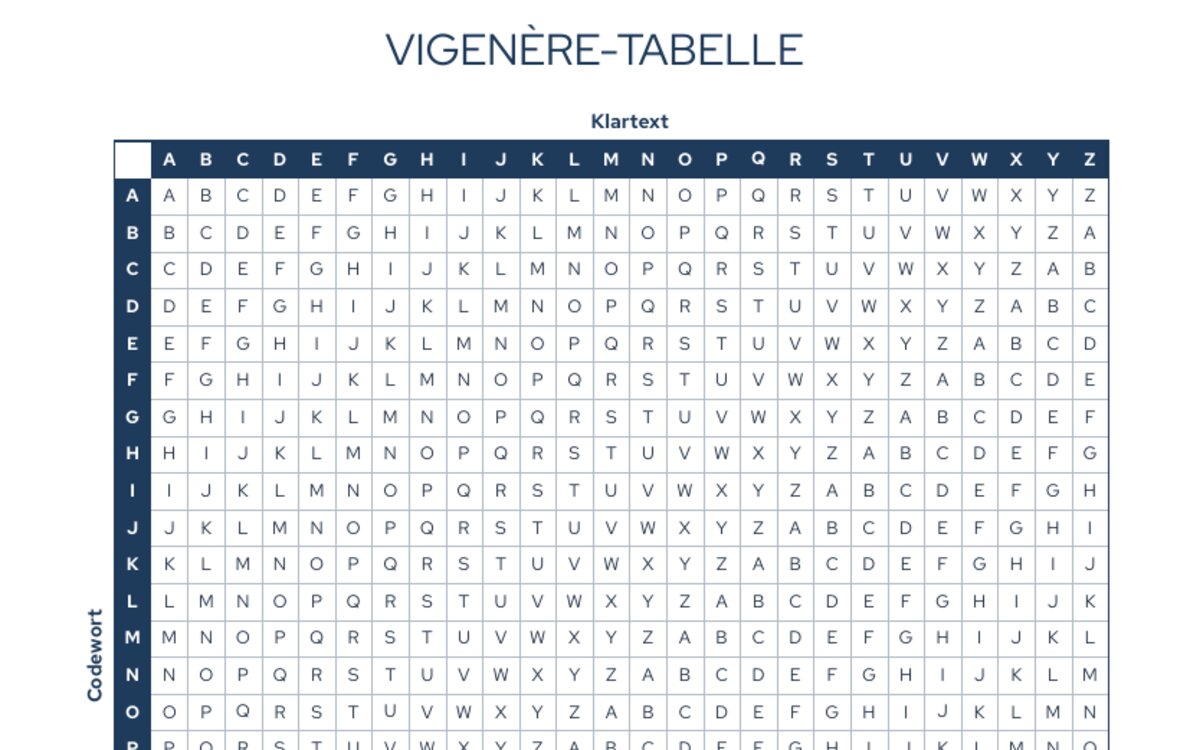 VIGENÈRE-TABELLE
Klartext
A B C D E F G H I J K L M N O P Q R S T U V W X Y Z
A A B C D E F G H I J K L M N O P Q R S T U V W X Y Z
B B C D E F G H I J K L M N O P Q R S T U V W X Y Z A
C C D E F G H I J K L M N O P Q R S T U V W X Y Z A B
D D E F G H I J K L M N O P Q R S T U V W X Y Z A B C
E E F G H I J K L M N O P Q R S T U V W X Y Z A B C D
F F G H I J K L M N O P Q R S T U V W X Y Z A B C D E
G G H I J K L M N O P Q R S T U V W X Y Z A B C D E F
H H I J K L M N O P Q R S T U V W X Y Z A B C D E F G
I I J K L M N O P Q R S T U V W X Y Z A B C D E F G H
J J K L M N O P Q R S T U V W X Y Z A B C D E F G H I
K K L M N O P Q R S T U V W X Y Z A B C D E F G H I J
L L M N O P Q R S T U V W X Y Z A B C D E F G H I J K
M M N O P Q R S T U V W X Y Z A B C D E F G H I J K L
N N O P Q R S T U V W X Y Z A B C D E F G H I J K L M
O O P Q R S T U V W X Y Z A B C D E F G H I J K L M N
P P Q R S T U V W X Y Z A B C D E F G H I J K L M N O
Codewort